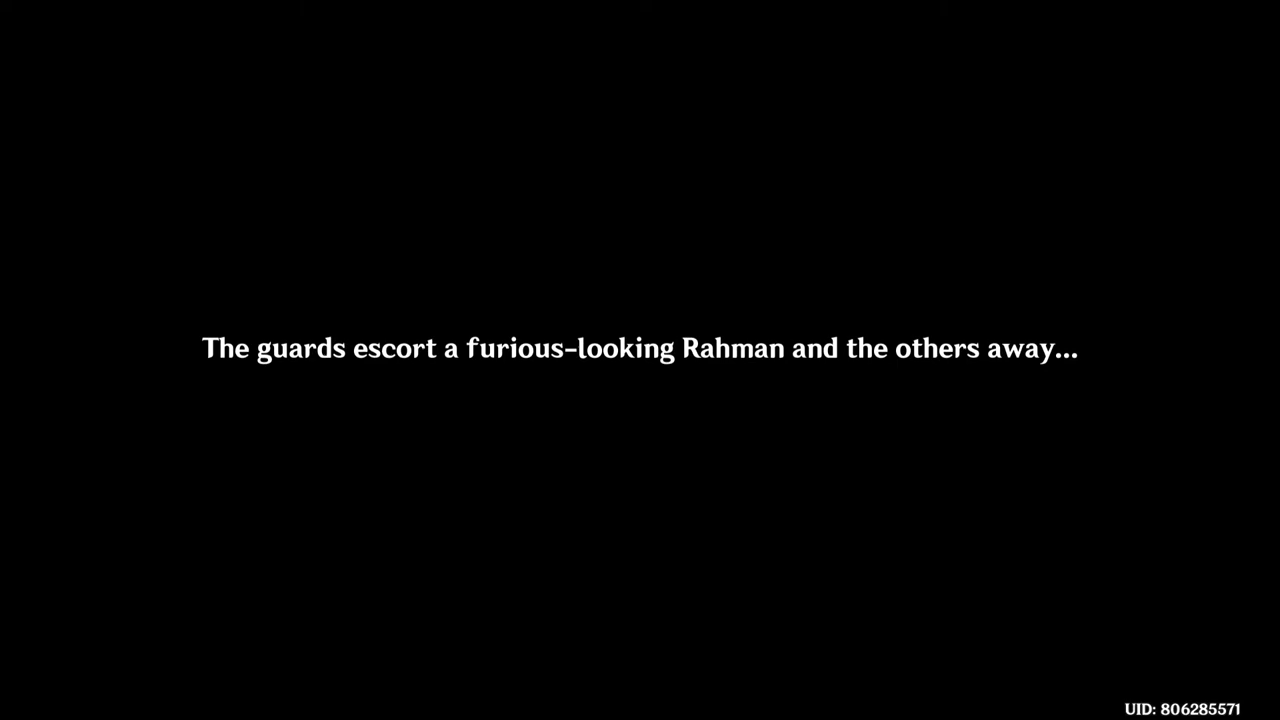 The guards escort a furious-looking Rahman and the others away...
UID: 806285571